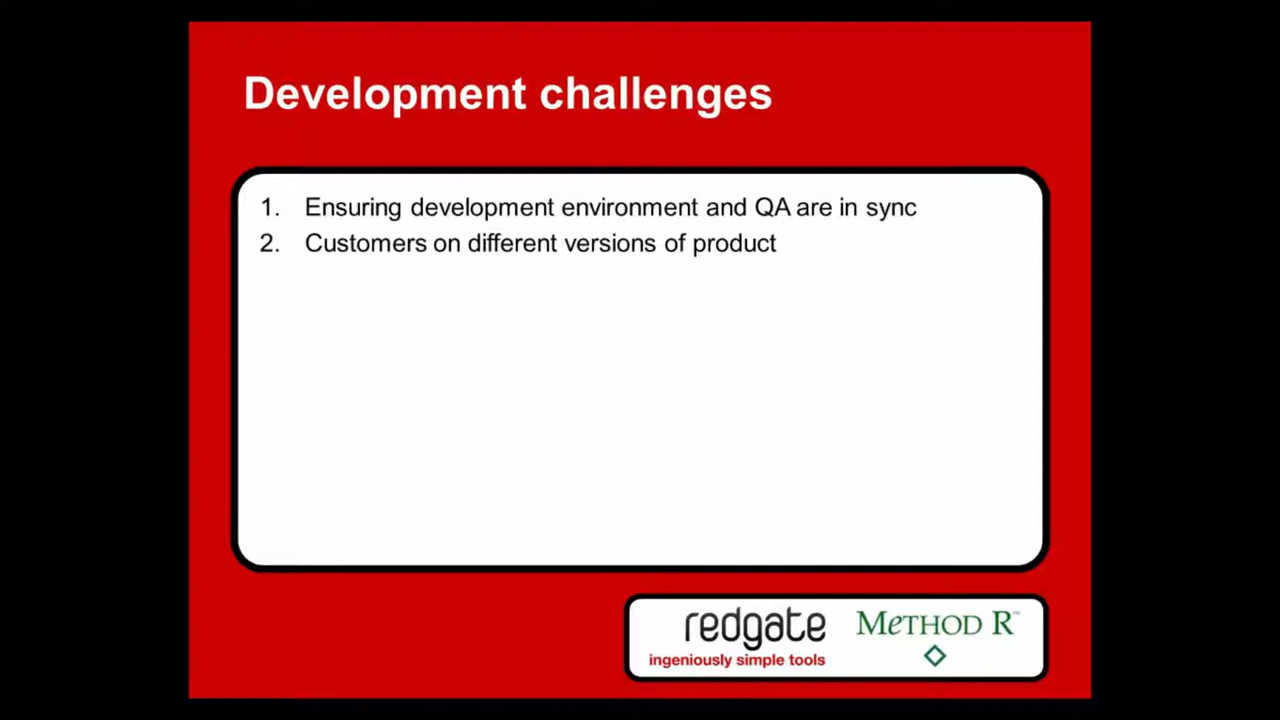 Development challenges
1. Ensuring development environment and QA are in sync
2. Customers on different versions of product
redgate
ingeniously simple tools
METHOD R™